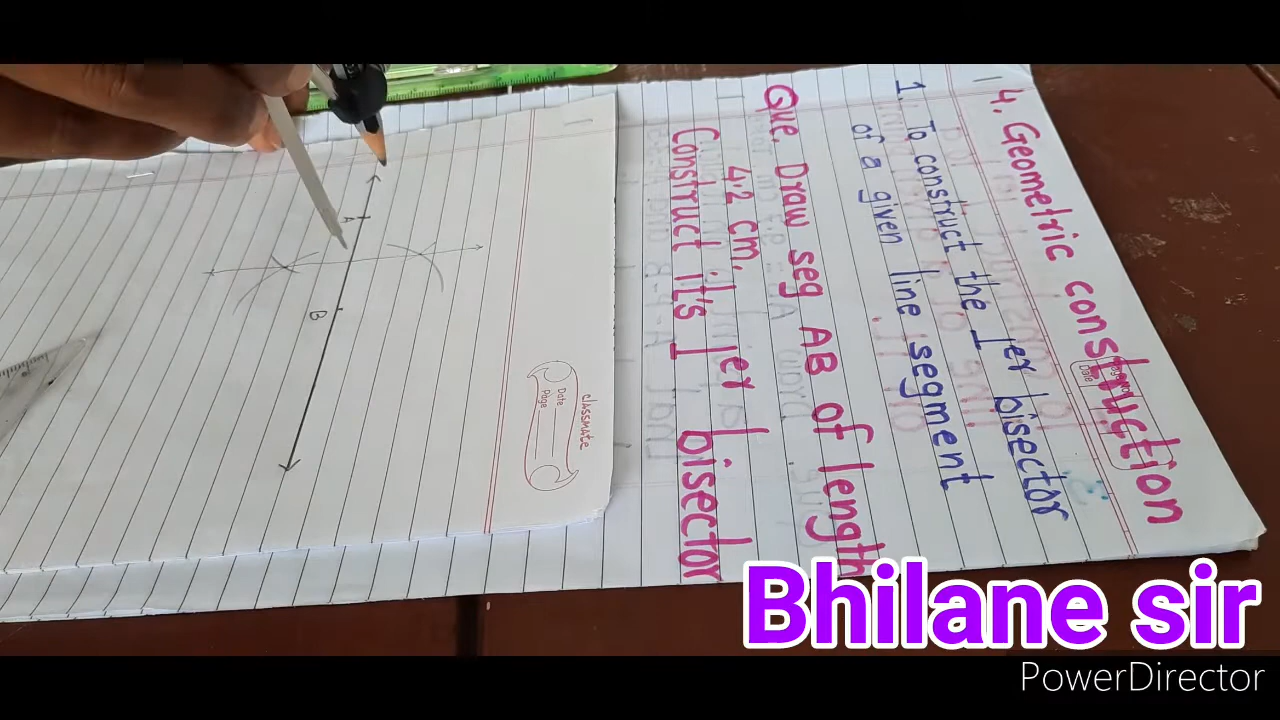 4. Geometric construction
1. To construct the ⊥er bisector
of a given line segment
Que. Draw seg AB of length
4.2 cm.
Construct it's ⊥er bisector
classmate
Date
Page
A
B
Bhilane sir
PowerDirector